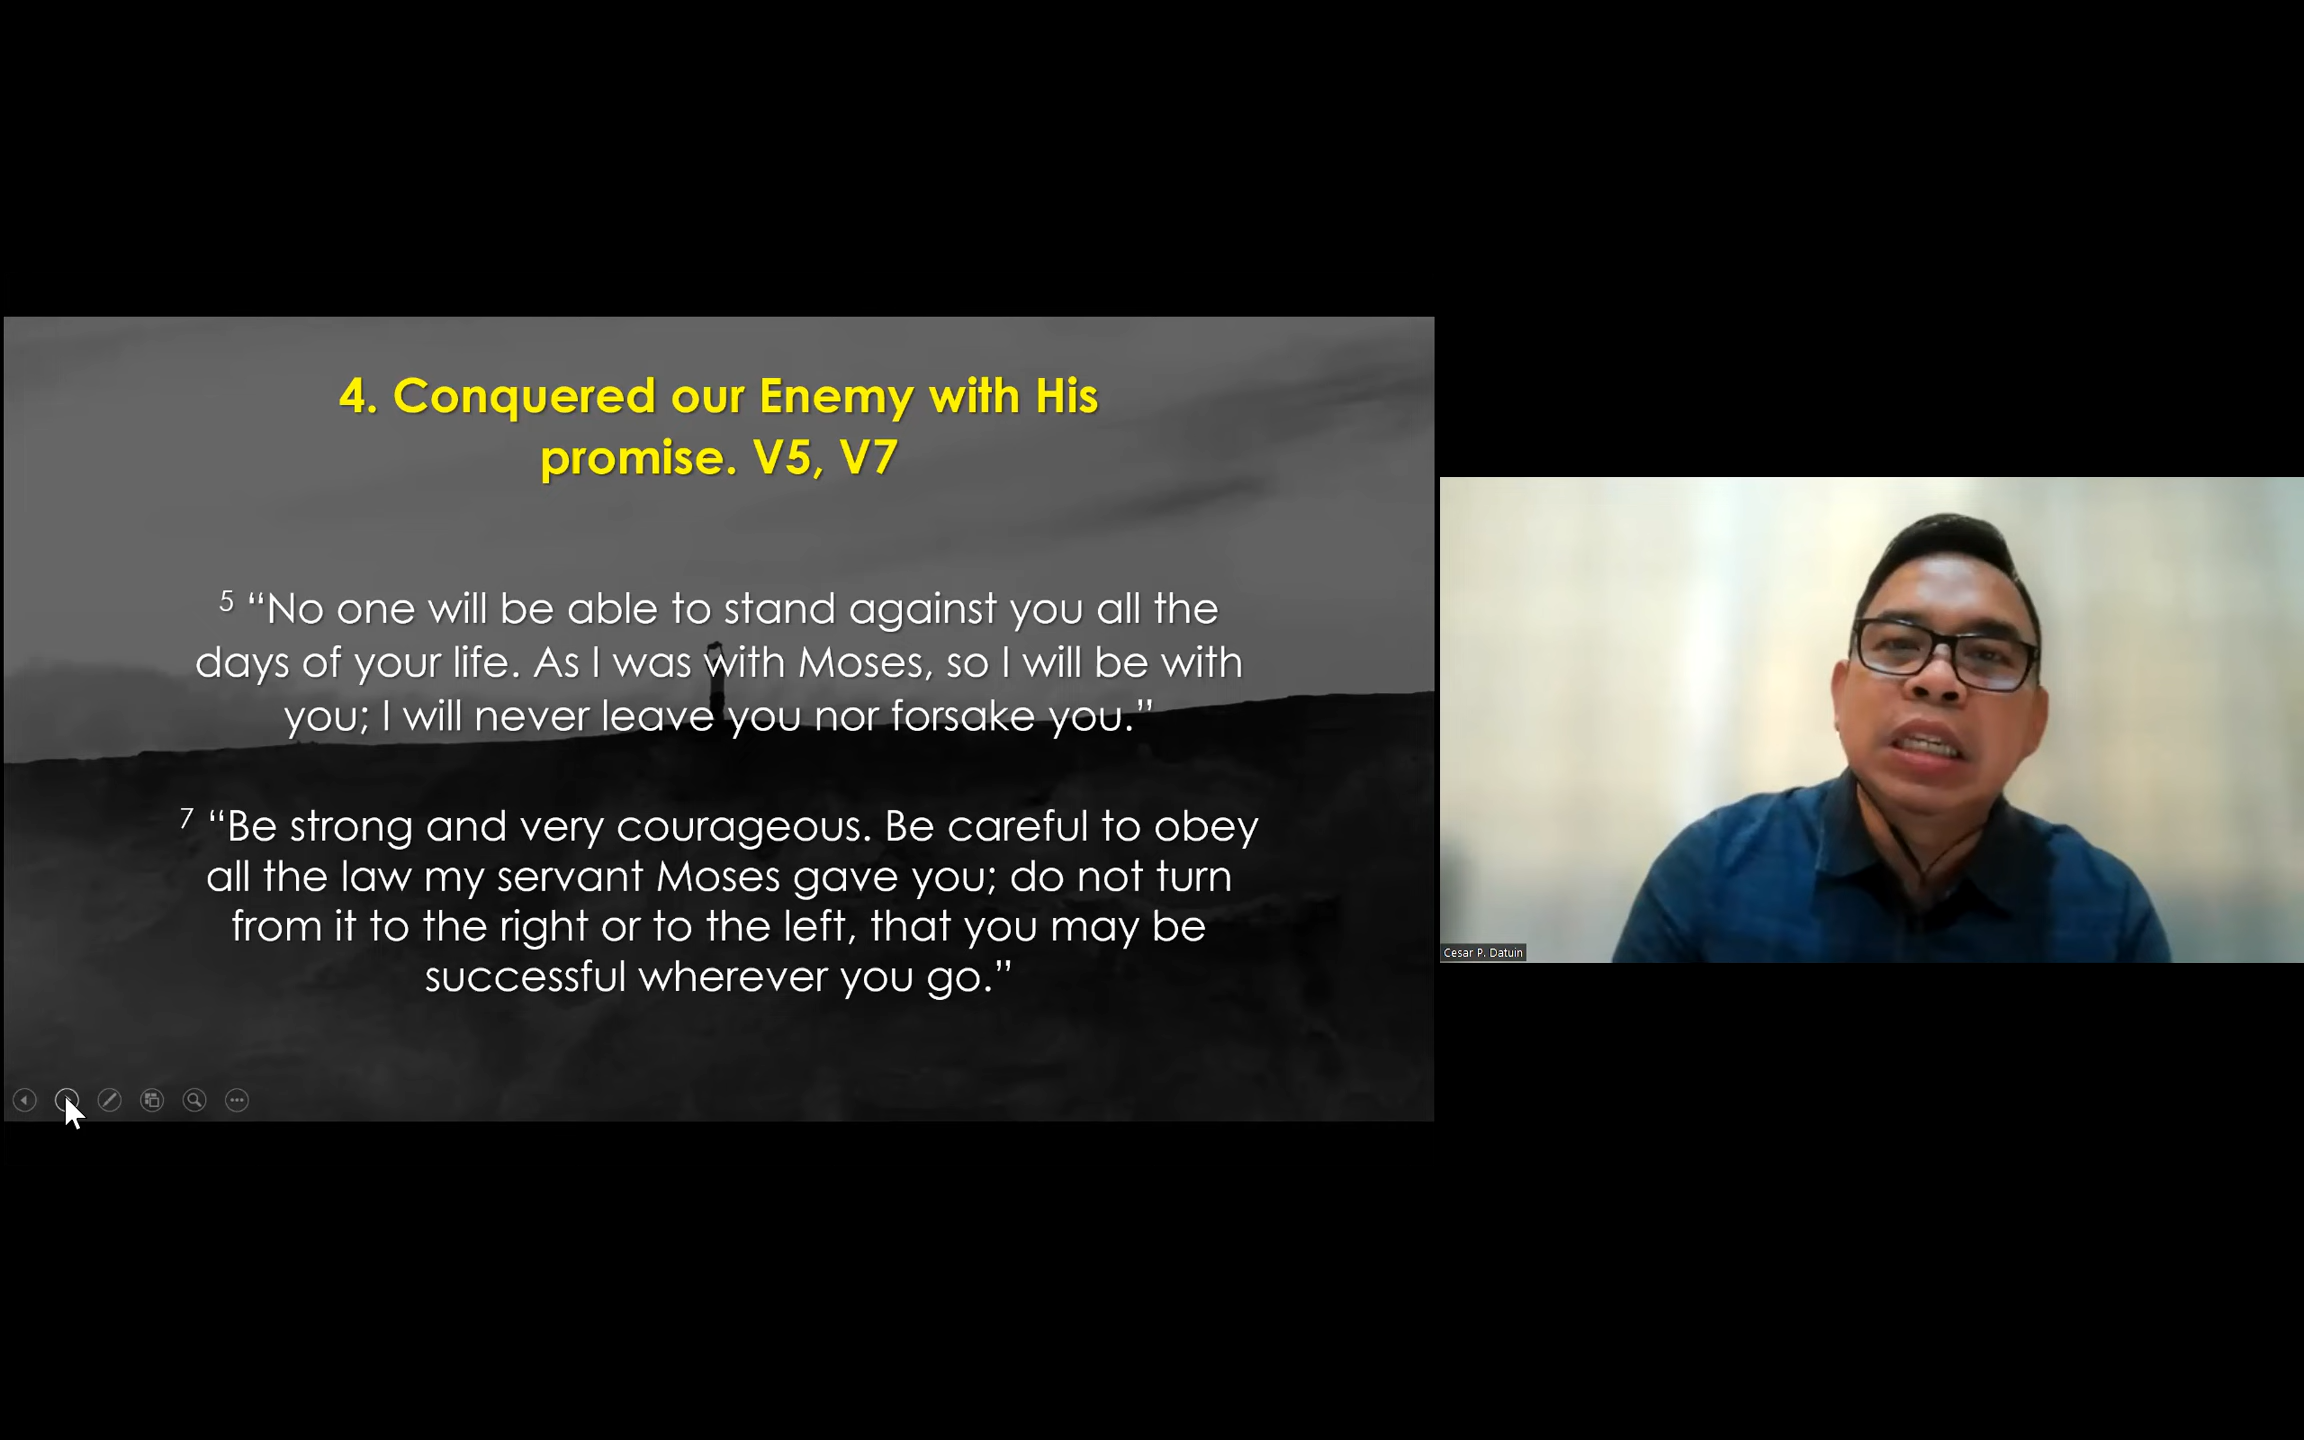 4. Conquered our Enemy with His
promise. V5, V7
5 “No one will be able to stand against you all the
days of your life. As I was with Moses, so I will be with
you; I will never leave you nor forsake you.”
7 “Be strong and very courageous. Be careful to obey
all the law my servant Moses gave you; do not turn
from it to the right or to the left, that you may be
successful wherever you go.”
Cesar P. Datuin